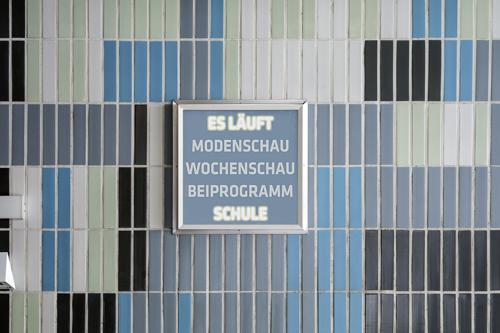 ES LÄUFT
MODENSCHAU
WOCHENSCHAU
BEIPROGRAMM
SCHULE